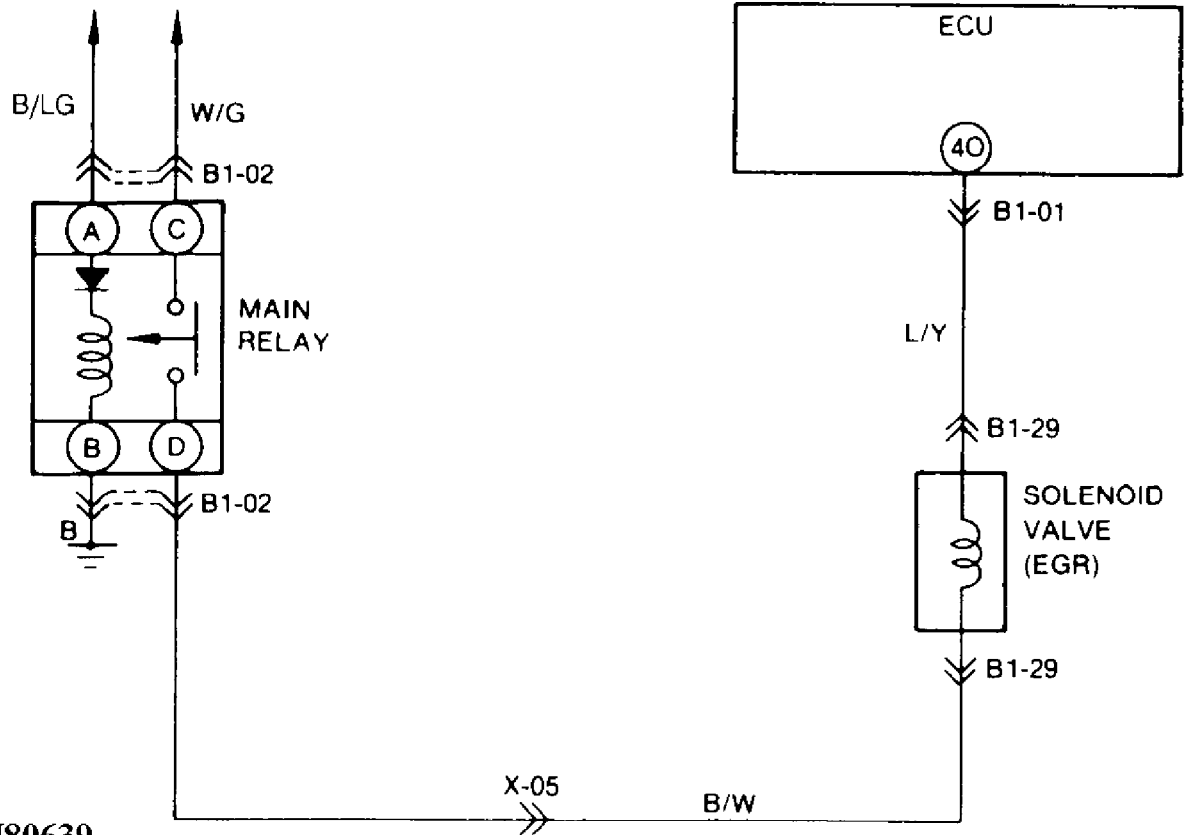 ECU
40
B1-01
B/LG
W/G
B1-02
A
C
MAIN
RELAY
B
D
B1-02
B
L/Y
B1-29
SOLENOID
VALVE
(EGR)
B1-29
X-05
B/W